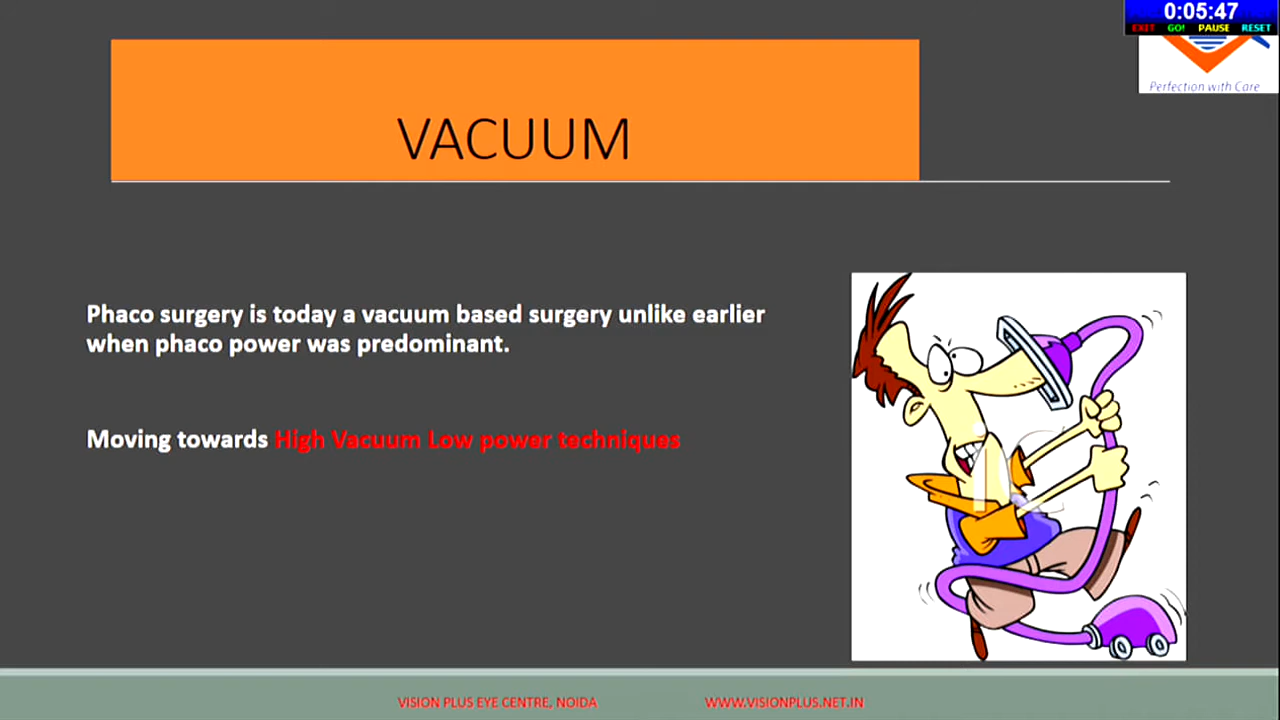 0:05:47
EXIT GO! PAUSE RESET
Perfection with Care
VACUUM
Phaco surgery is today a vacuum based surgery unlike earlier
when phaco power was predominant.
Moving towards High Vacuum Low power techniques
VISION PLUS EYE CENTRE, NOIDA
WWW.VISIONPLUS.NET.IN